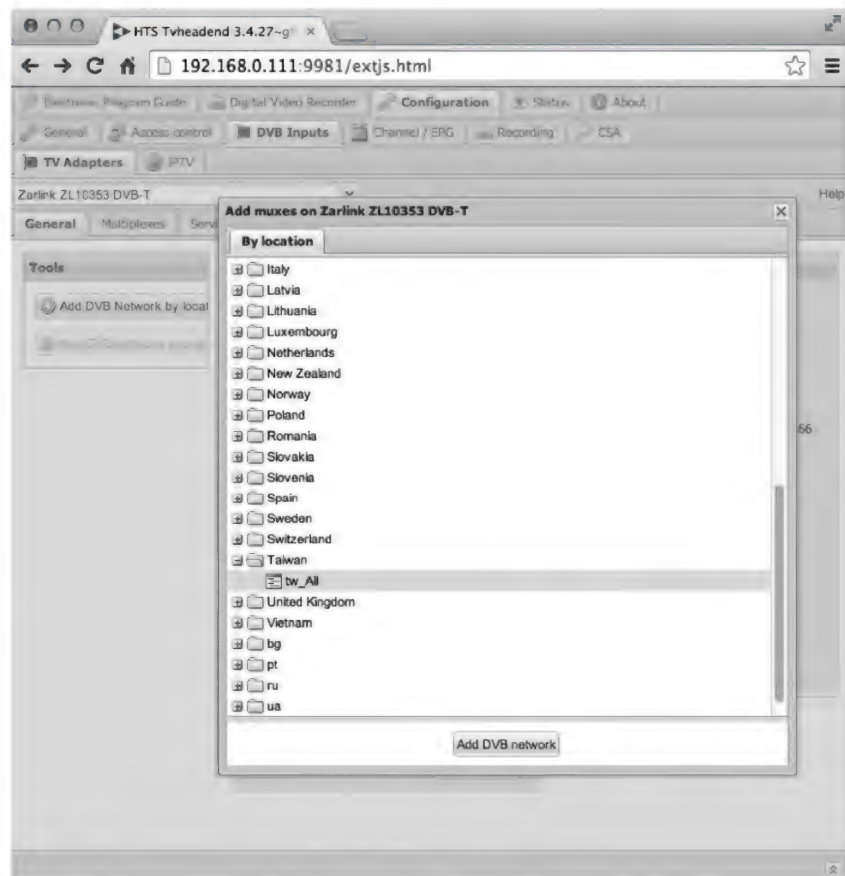 HTS Tvheadend 3.4.27~g
192.168.0.111:9981/extjs.html
Electronic Program Guide Digital Video Recorder Configuration Status About
General Access control DVB Inputs Channel / EPG Recording CSA
TV Adapters IPTV
Zarlink ZL10353 DVB-T
Help
General Multiplexes Servi
Tools
Add DVB Network by locat
Add muxes on Zarlink ZL10353 DVB-T
By location
Italy
Latvia
Lithuania
Luxembourg
Netherlands
New Zealand
Norway
Poland
Romania
Slovakia
Slovenia
Spain
Sweden
Switzerland
Taiwan
tw_All
United Kingdom
Vietnam
bg
pt
ru
ua
Add DVB network
66